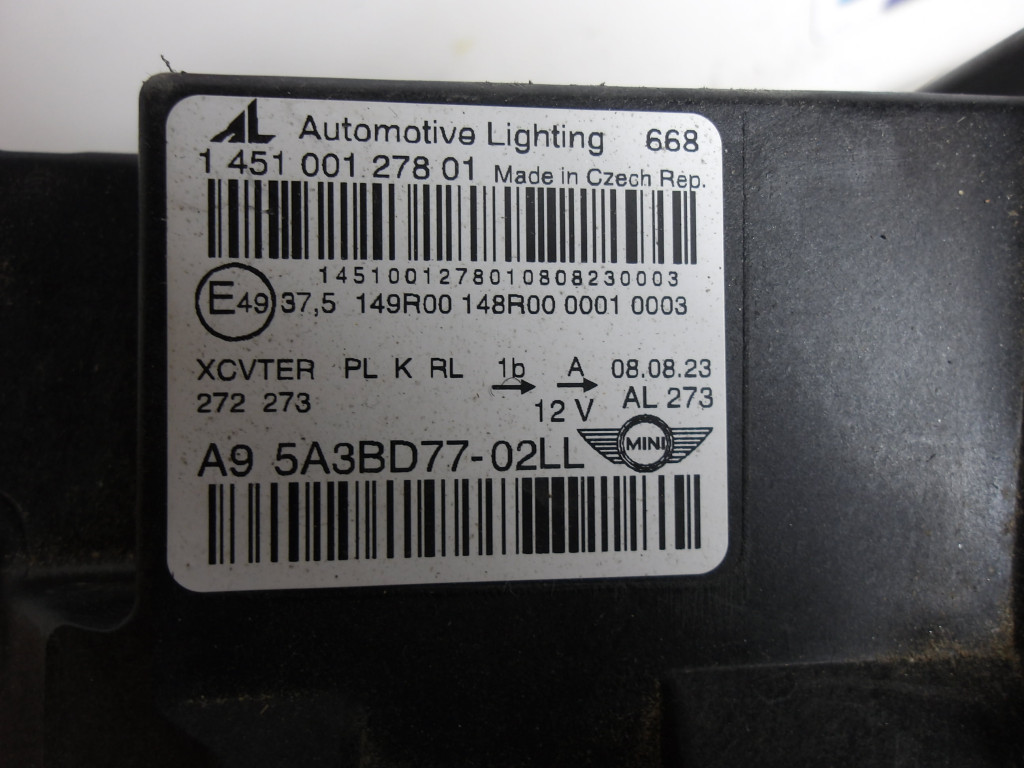 AL Automotive Lighting 668
1 451 001 278 01 Made in Czech Rep.
1451001278010808230003
E49 37,5 149R00 148R00 0001 0003
XCVTER PL K RL 1b A 08.08.23
272 273 12 V AL 273
A9 5A3BD77-02LL MINI